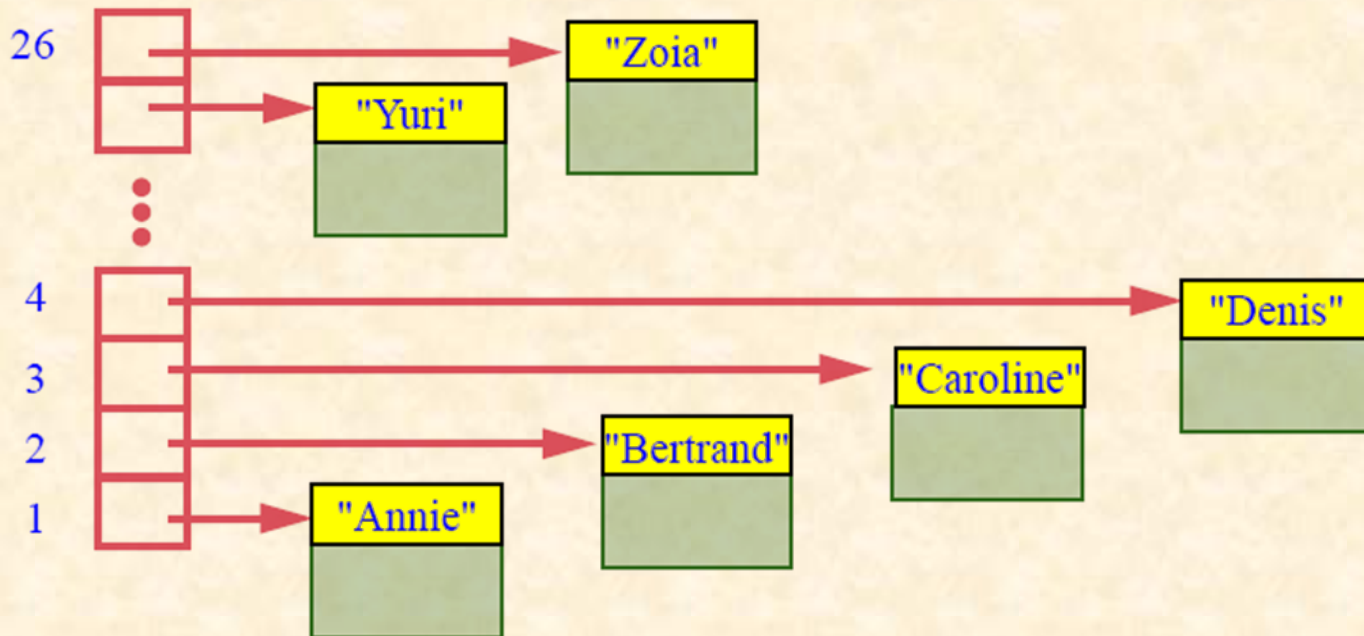 26
"Zoia"
"Yuri"
4
"Denis"
3
"Caroline"
2
"Bertrand"
1
"Annie"